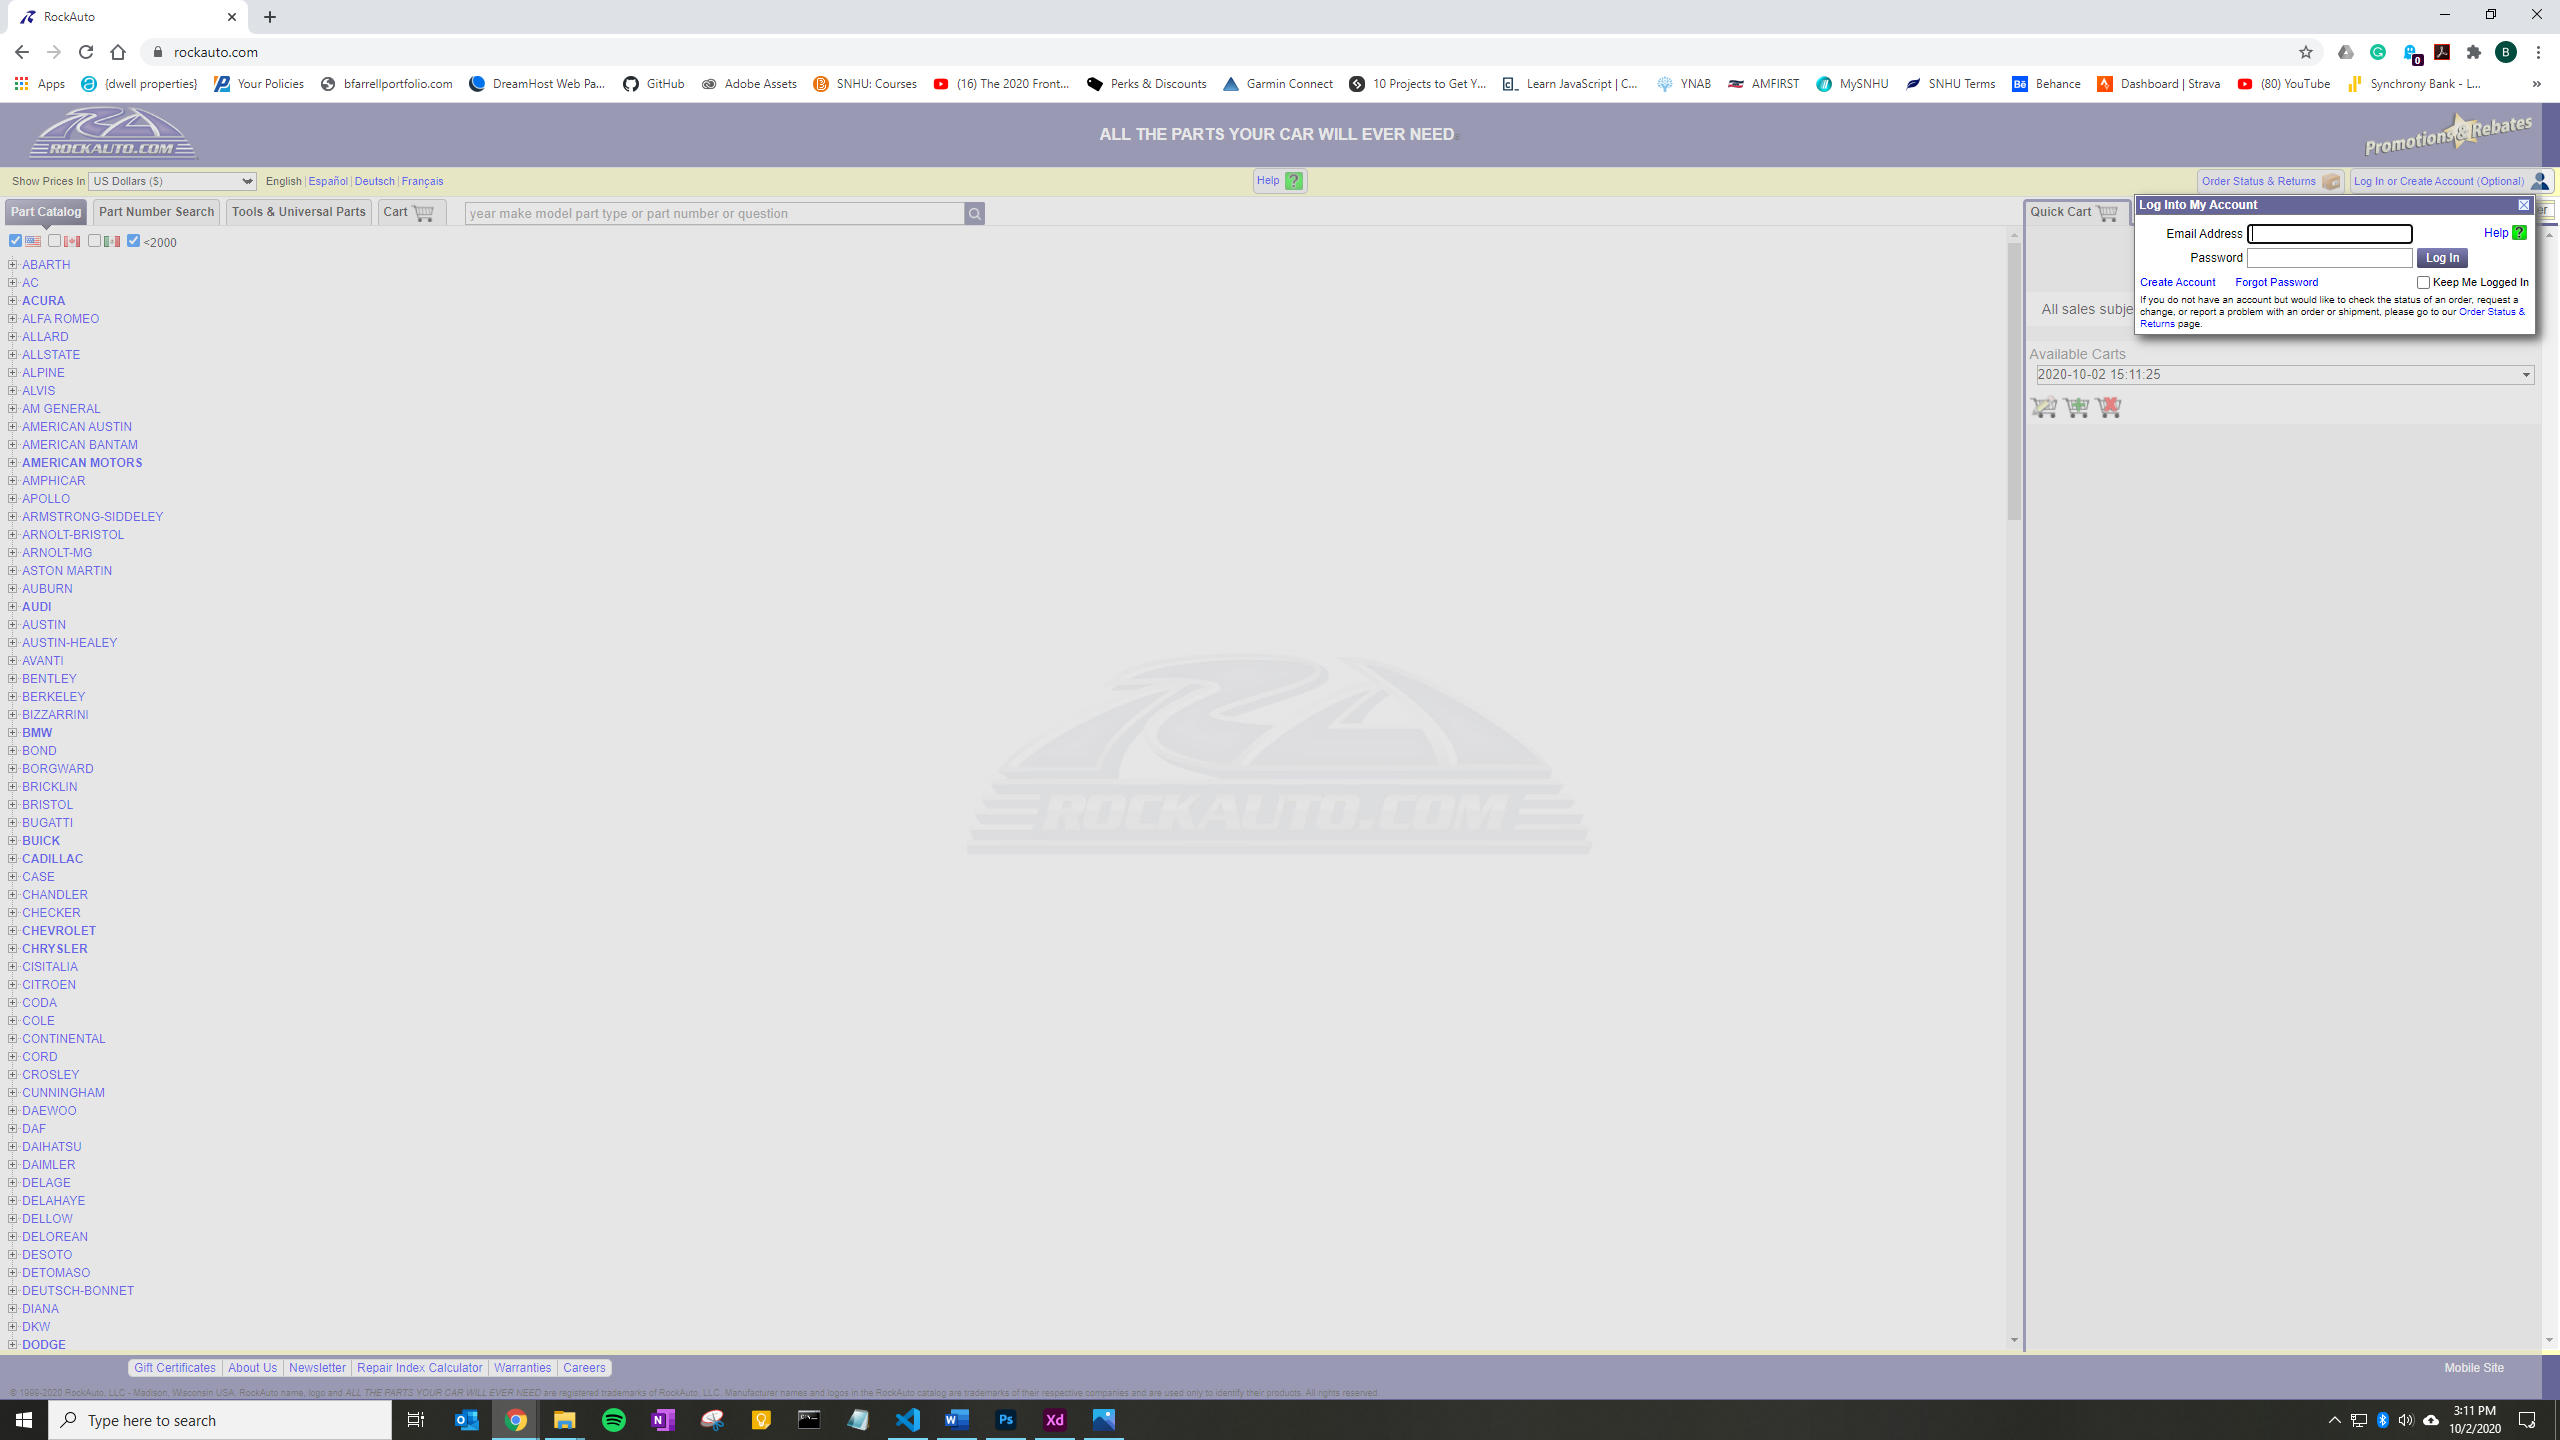 RockAuto
rockauto.com
Apps {dwell properties} Your Policies bfarrellportfolio.com DreamHost Web Pa... GitHub Adobe Assets SNHU: Courses (16) The 2020 Front... Perks & Discounts Garmin Connect 10 Projects to Get Y... Learn JavaScript | C... YNAB AMFIRST MySNHU SNHU Terms Behance Dashboard | Strava (80) YouTube Synchrony Bank - L...
ROCKAUTO.COM
ALL THE PARTS YOUR CAR WILL EVER NEED
Promotions & Rebates
Show Prices In US Dollars ($) English | Español | Deutsch | Français
Help ?
Order Status & Returns Log In or Create Account (Optional)
Part Catalog Part Number Search Tools & Universal Parts Cart year make model part type or part number or question
Quick Cart
Log Into My Account
Email Address Help ?
Password Log In
Create Account Forgot Password Keep Me Logged In
If you do not have an account but would like to check the status of an order, request a
change, or report a problem with an order or shipment, please go to our Order Status &
Returns page.
All sales subje
Available Carts
2020-10-02 15:11:25
<2000
ABARTH
AC
ACURA
ALFA ROMEO
ALLARD
ALLSTATE
ALPINE
ALVIS
AM GENERAL
AMERICAN AUSTIN
AMERICAN BANTAM
AMERICAN MOTORS
AMPHICAR
APOLLO
ARMSTRONG-SIDDELEY
ARNOLT-BRISTOL
ARNOLT-MG
ASTON MARTIN
AUBURN
AUDI
AUSTIN
AUSTIN-HEALEY
AVANTI
BENTLEY
BERKELEY
BIZZARRINI
BMW
BOND
BORGWARD
BRICKLIN
BRISTOL
BUGATTI
BUICK
CADILLAC
CASE
CHANDLER
CHECKER
CHEVROLET
CHRYSLER
CISITALIA
CITROEN
CODA
COLE
CONTINENTAL
CORD
CROSLEY
CUNNINGHAM
DAEWOO
DAF
DAIHATSU
DAIMLER
DELAGE
DELAHAYE
DELLOW
DELOREAN
DESOTO
DETOMASO
DEUTSCH-BONNET
DIANA
DKW
DODGE
ROCKAUTO.COM
Gift Certificates About Us Newsletter Repair Index Calculator Warranties Careers
Mobile Site
© 1999-2020 RockAuto, LLC - Madison, Wisconsin USA. RockAuto name, logo and ALL THE PARTS YOUR CAR WILL EVER NEED are registered trademarks of RockAuto, LLC. Manufacturer names and logos in the RockAuto catalog are trademarks of their respective companies and are used only to identify their products. All rights reserved.
Type here to search
3:11 PM
10/2/2020